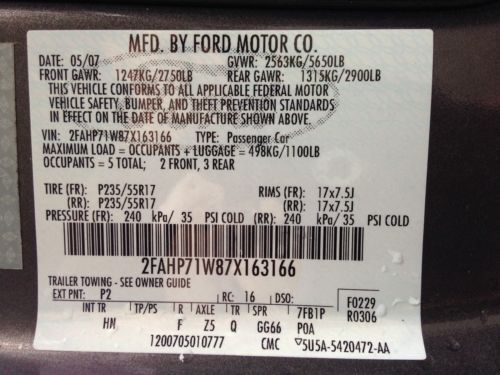 MFD. BY FORD MOTOR CO.
DATE: 05/07 GVWR: 2563KG/5650LB
FRONT GAWR: 1247KG/2750LB REAR GAWR: 1315KG/2900LB
THIS VEHICLE CONFORMS TO ALL APPLICABLE FEDERAL MOTOR
VEHICLE SAFETY, BUMPER, AND THEFT PREVENTION STANDARDS
IN EFFECT ON THE DATE OF MANUFACTURE SHOWN ABOVE.
VIN: 2FAHP71W87X163166 TYPE: Passenger Car
MAXIMUM LOAD = OCCUPANTS + LUGGAGE = 498KG/1100LB
OCCUPANTS = 5 TOTAL; 2 FRONT, 3 REAR
TIRE (FR): P235/55R17 RIMS (FR): 17x7.5J
(RR): P235/55R17 (RR): 17x7.5J
PRESSURE (FR): 240 kPa/ 35 PSI COLD (RR): 240 kPa/ 35 PSI COLD
2FAHP71W87X163166
TRAILER TOWING - SEE OWNER GUIDE
EXT PNT: P2 RC: 16 DSO: F0229
INT TR TP/PS R AXLE TR SPR 7FB1P R0306
HN F Z5 Q GG66 P0A
1200705010777 CMC ▼5U5A-5420472-AA